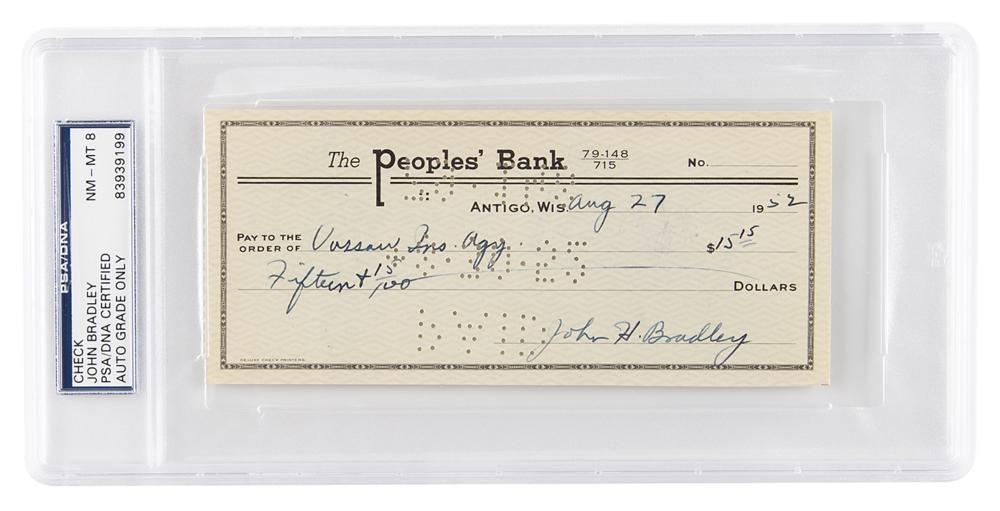 PSA/DNA
CHECK
JOHN BRADLEY
PSA/DNA CERTIFIED
AUTO GRADE ONLY
NM-MT 8
83939199
The Peoples' Bank 79-148
715
No.
ANTIGO, WIS. Aug 27 1952
PAY TO THE
ORDER OF Vossaw Ins. Agy. $15 15
Fifteen & 15/100 DOLLARS
PAID
John H. Bradley
DELUXE CHECK PRINTERS